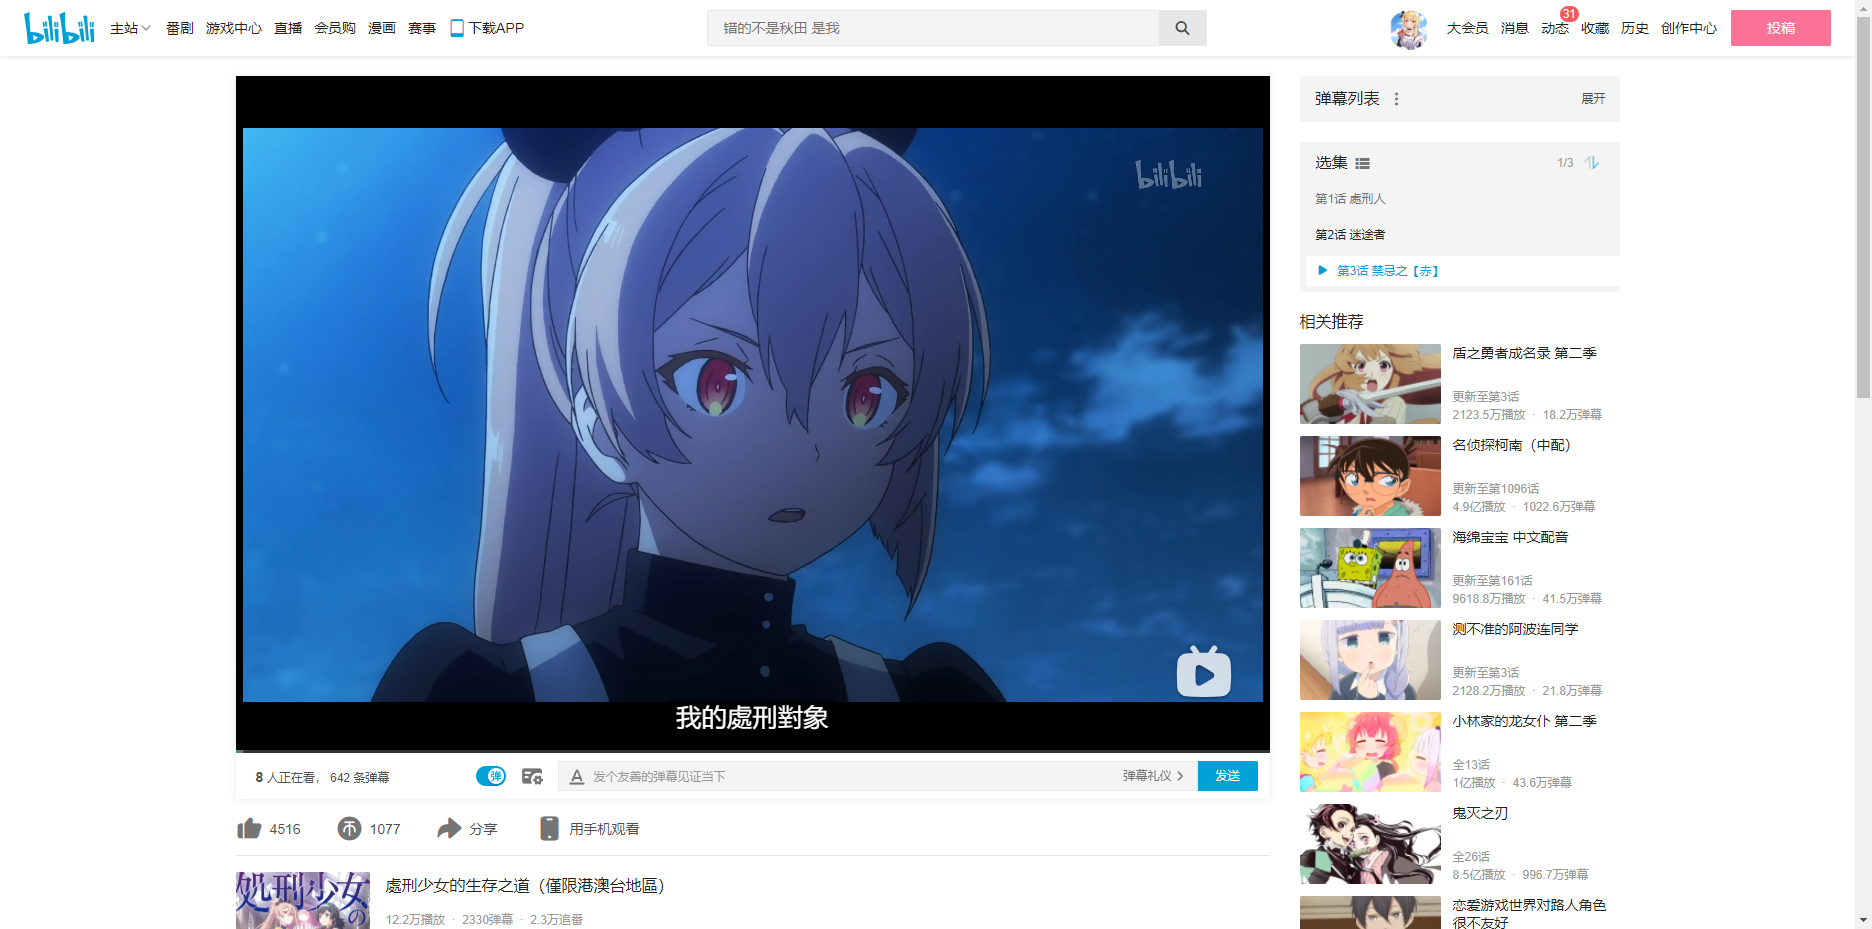 bilibili 主站 番剧 游戏中心 直播 会员购 漫画 赛事 下载APP
错的不是秋田 是我
大会员 消息 动态 31 收藏 历史 创作中心 投稿
bilibili
我的處刑對象
8 人正在看， 642 条弹幕
弹
发个友善的弹幕见证当下
弹幕礼仪
发送
4516 1077 分享 用手机观看
処刑少女の
處刑少女的生存之道（僅限港澳台地區）
12.2万播放 · 2330弹幕 · 2.3万追番
弹幕列表
展开
选集
1/3
第1话 處刑人
第2话 迷途者
第3话 禁忌之【赤】
相关推荐
盾之勇者成名录 第二季
更新至第3话
2123.5万播放 · 18.2万弹幕
名侦探柯南（中配）
更新至第1096话
4.9亿播放 · 1022.6万弹幕
海绵宝宝 中文配音
更新至第161话
9618.8万播放 · 41.5万弹幕
测不准的阿波连同学
更新至第3话
2128.2万播放 · 21.8万弹幕
小林家的龙女仆 第二季
全13话
1亿播放 · 43.6万弹幕
鬼灭之刃
全26话
8.5亿播放 · 996.7万弹幕
恋爱游戏世界对路人角色
很不友好